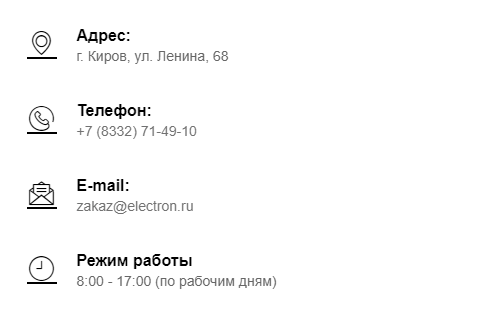 Адрес:
г. Киров, ул. Ленина, 68
Телефон:
+7 (8332) 71-49-10
E-mail:
zakaz@electron.ru
Режим работы
8:00 - 17:00 (по рабочим дням)